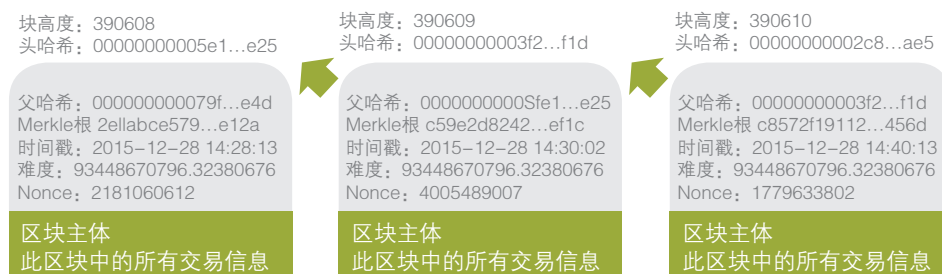 块高度：390608
头哈希：00000000005e1...e25
父哈希：000000000079f...e4d
Merkle根 2ellabce579...e12a
时间戳：2015-12-28 14:28:13
难度：93448670796.32380676
Nonce：2181060612
区块主体
此区块中的所有交易信息
块高度：390609
头哈希：00000000003f2...f1d
父哈希：0000000000Sfe1...e25
Merkle根 c59e2d8242...ef1c
时间戳：2015-12-28 14:30:02
难度：93448670796.32380676
Nonce：4005489007
区块主体
此区块中的所有交易信息
块高度：390610
头哈希：00000000002c8...ae5
父哈希：00000000003f2...f1d
Merkle根 c8572f19112...456d
时间戳：2015-12-28 14:40:13
难度：93448670796.32380676
Nonce：1779633802
区块主体
此区块中的所有交易信息